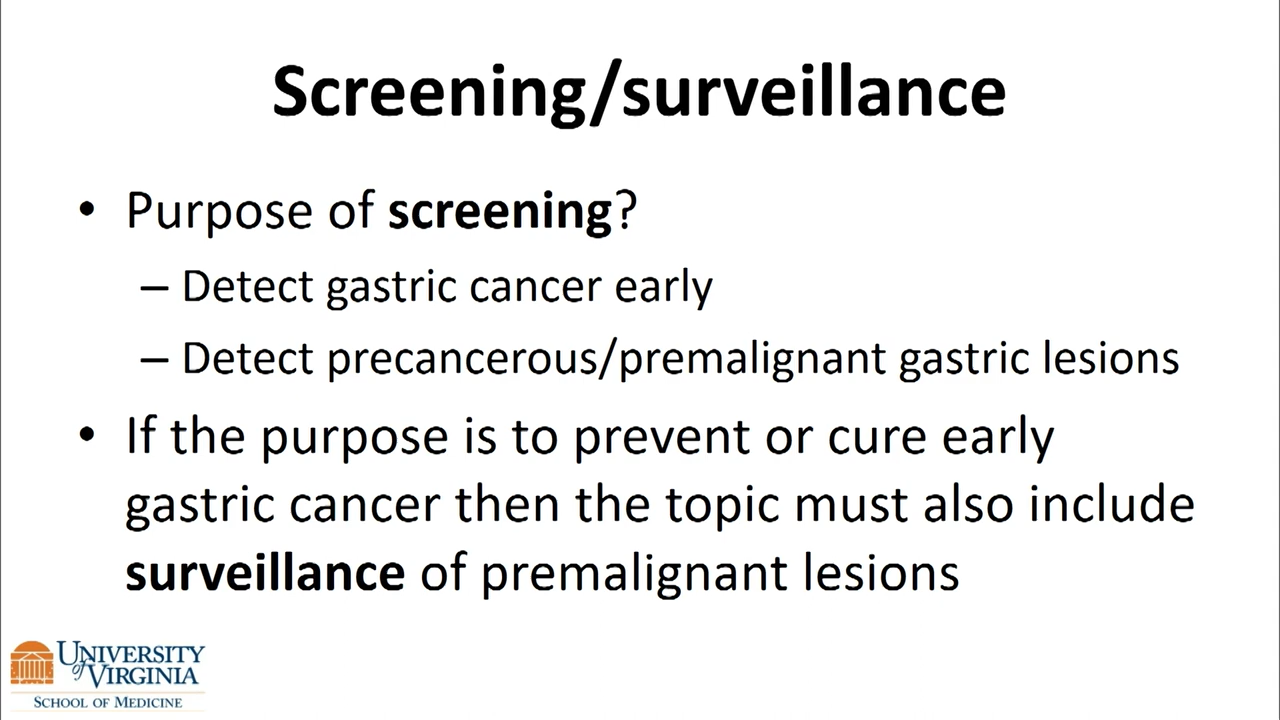 Screening/surveillance
• Purpose of screening?
– Detect gastric cancer early
– Detect precancerous/premalignant gastric lesions
• If the purpose is to prevent or cure early
gastric cancer then the topic must also include
surveillance of premalignant lesions
UNIVERSITY
of VIRGINIA
SCHOOL OF MEDICINE